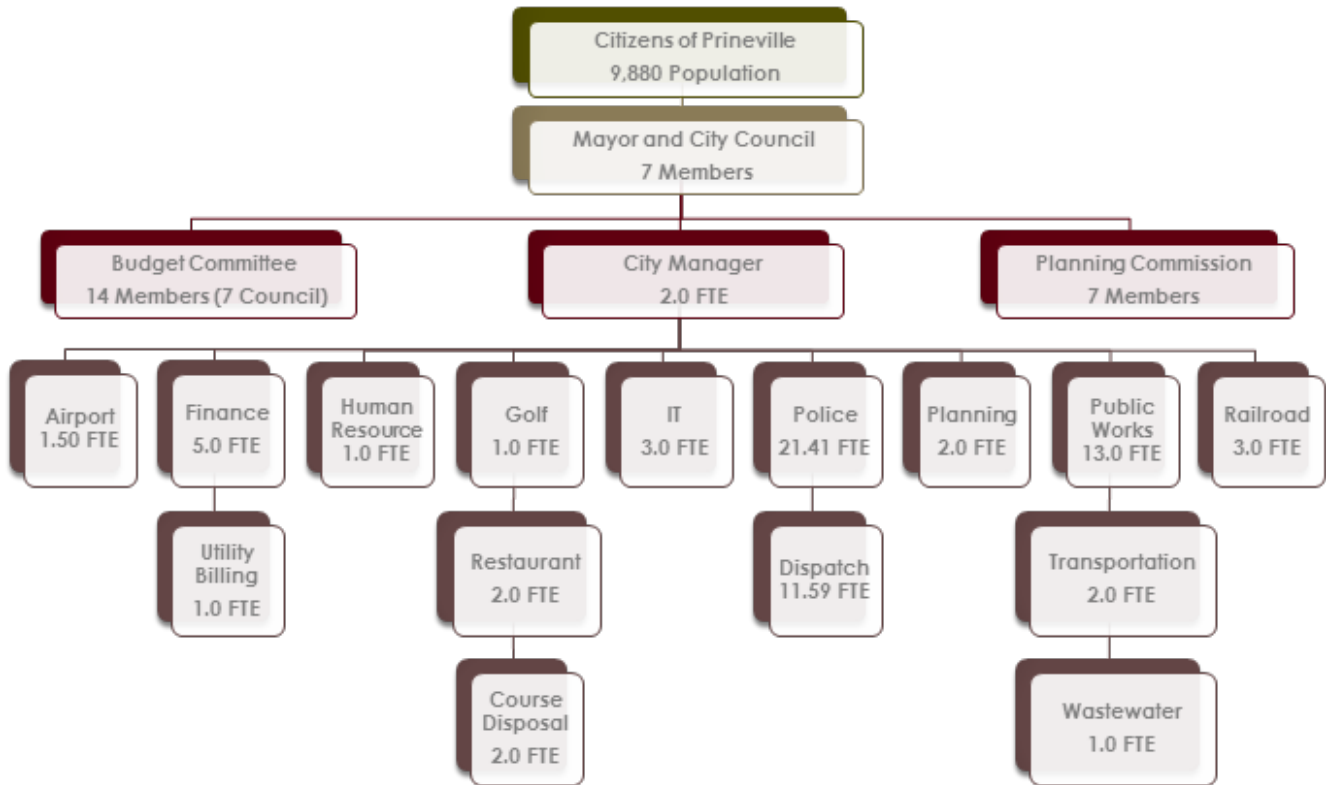 Citizens of Prineville
9,880 Population
Mayor and City Council
7 Members
Budget Committee
14 Members (7 Council)
City Manager
2.0 FTE
Planning Commission
7 Members
Airport
1.50 FTE
Finance
5.0 FTE
Human
Resource
1.0 FTE
Golf
1.0 FTE
IT
3.0 FTE
Police
21.41 FTE
Planning
2.0 FTE
Public
Works
13.0 FTE
Railroad
3.0 FTE
Utility
Billing
1.0 FTE
Restaurant
2.0 FTE
Dispatch
11.59 FTE
Transportation
2.0 FTE
Course
Disposal
2.0 FTE
Wastewater
1.0 FTE